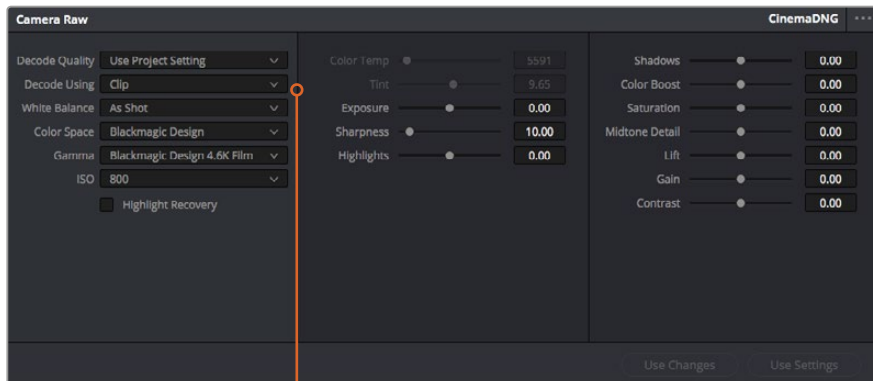 Camera Raw CinemaDNG
Decode Quality Use Project Setting
Decode Using Clip
White Balance As Shot
Color Space Blackmagic Design
Gamma Blackmagic Design 4.6K Film
ISO 800
Highlight Recovery
Color Temp 5591
Tint 9.65
Exposure 0.00
Sharpness 10.00
Highlights 0.00
Shadows 0.00
Color Boost 0.00
Saturation 0.00
Midtone Detail 0.00
Lift 0.00
Gain 0.00
Contrast 0.00
Use Changes Use Settings